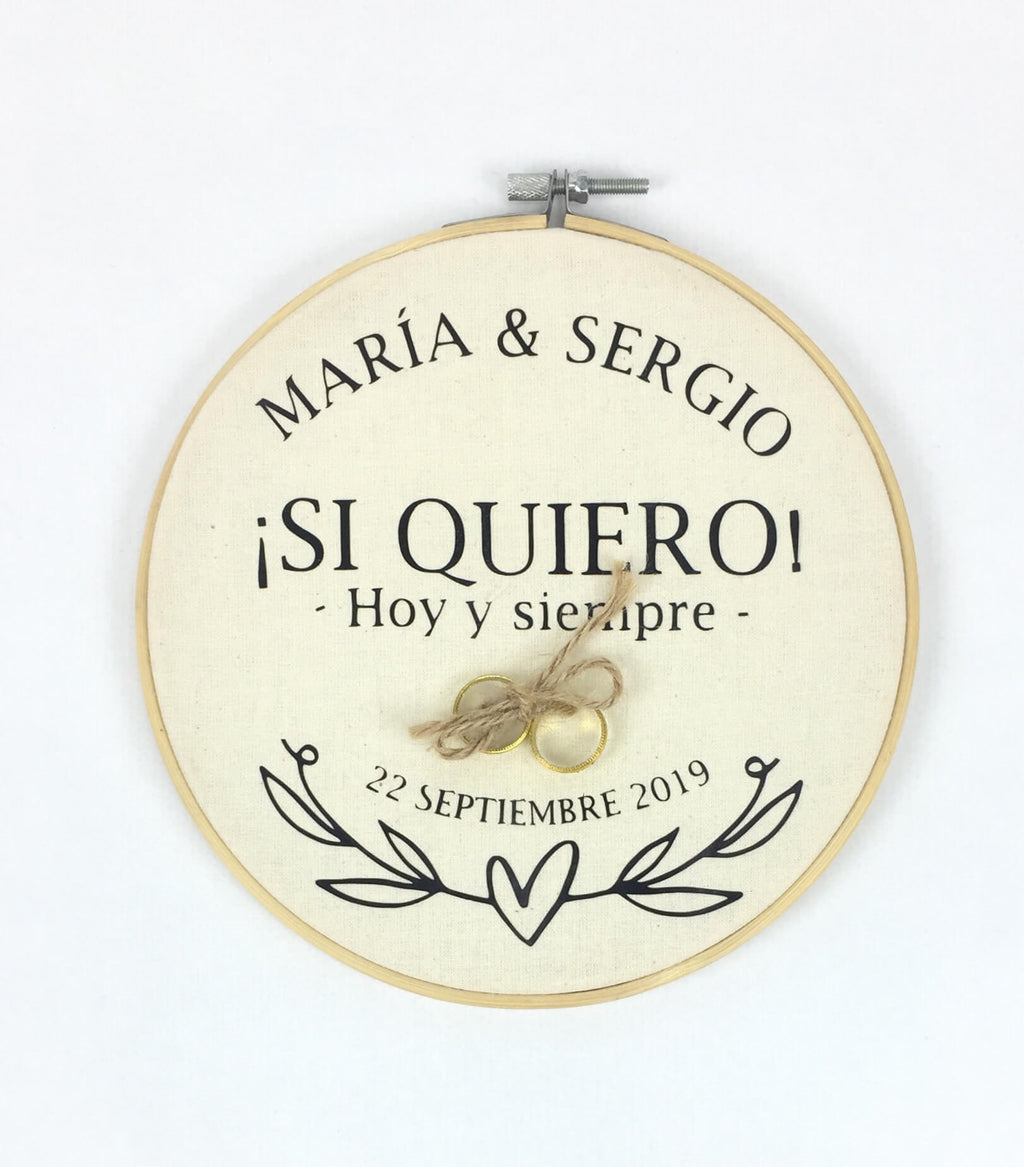 MARÍA & SERGIO
¡SI QUIERO!
- Hoy y siempre -
22 SEPTIEMBRE 2019